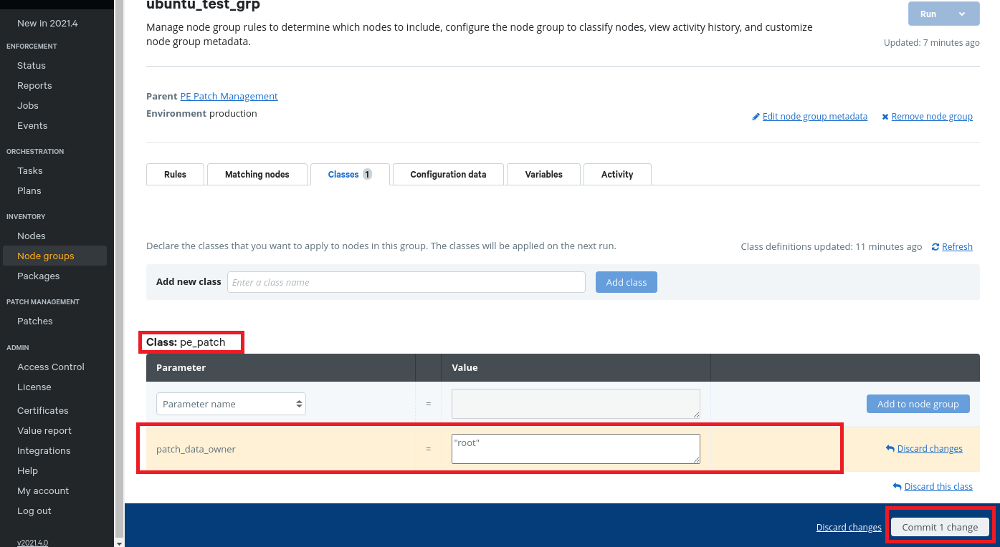 New in 2021.4
ENFORCEMENT
Status
Reports
Jobs
Events
ORCHESTRATION
Tasks
Plans
INVENTORY
Nodes
Node groups
Packages
PATCH MANAGEMENT
Patches
ADMIN
Access Control
License
Certificates
Value report
Integrations
Help
My account
Log out
v2021.4.0
ubuntu_test_grp
Manage node group rules to determine which nodes to include, configure the node group to classify nodes, view activity history, and customize
node group metadata.
Run
Updated: 7 minutes ago
Parent PE Patch Management
Environment production
Edit node group metadata Remove node group
Rules Matching nodes Classes 1 Configuration data Variables Activity
Declare the classes that you want to apply to nodes in this group. The classes will be applied on the next run. Class definitions updated: 11 minutes ago Refresh
Add new class Enter a class name Add class
Class: pe_patch
Parameter Value
Parameter name = Add to node group
patch_data_owner = "root" Discard changes
Discard this class
Discard changes Commit 1 change